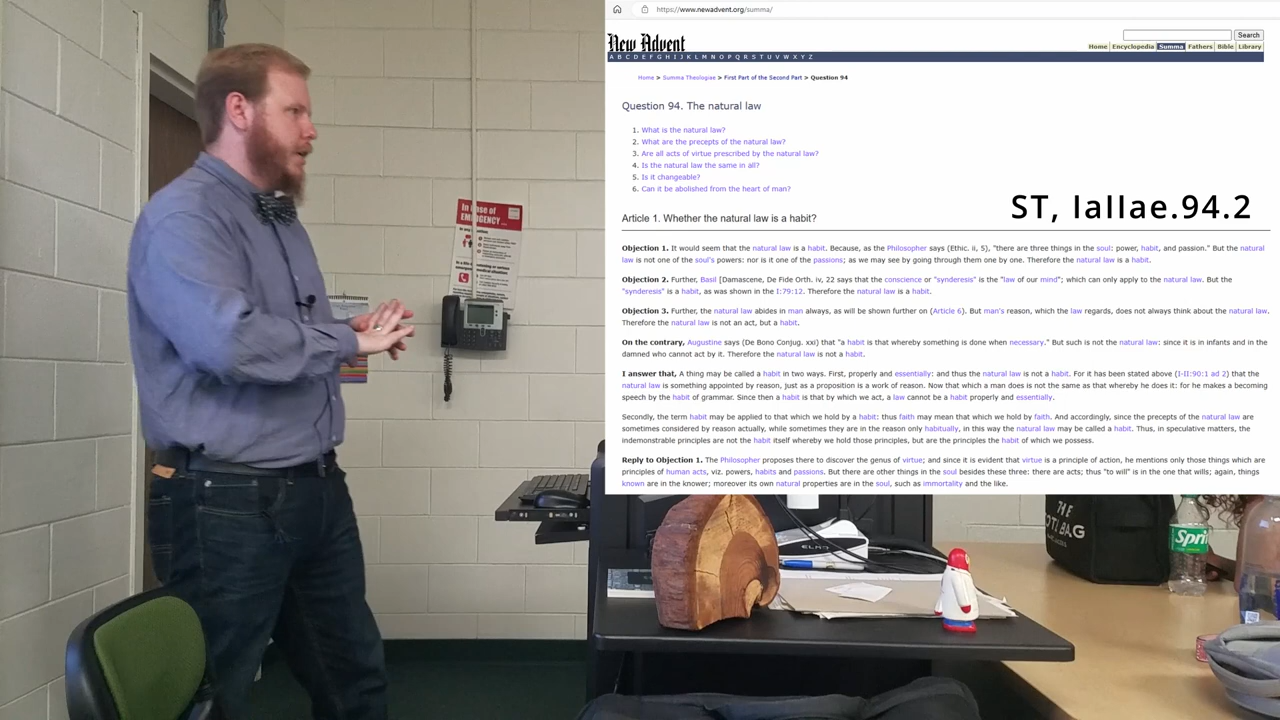 https://www.newadvent.org/summa/
New Advent
Search
Home Encyclopedia Summa Fathers Bible Library
A B C D E F G H I J K L M N O P Q R S T U V W X Y Z
Home > Summa Theologiae > First Part of the Second Part > Question 94
Question 94. The natural law
1. What is the natural law?
2. What are the precepts of the natural law?
3. Are all acts of virtue prescribed by the natural law?
4. Is the natural law the same in all?
5. Is it changeable?
6. Can it be abolished from the heart of man?
ST, IaIIae.94.2
Article 1. Whether the natural law is a habit?
Objection 1. It would seem that the natural law is a habit. Because, as the Philosopher says (Ethic. ii, 5), "there are three things in the soul: power, habit, and passion." But the natural
law is not one of the soul's powers: nor is it one of the passions; as we may see by going through them one by one. Therefore the natural law is a habit.
Objection 2. Further, Basil [Damascene, De Fide Orth. iv, 22 says that the conscience or "synderesis" is the "law of our mind"; which can only apply to the natural law. But the
"synderesis" is a habit, as was shown in the I:79:12. Therefore the natural law is a habit.
Objection 3. Further, the natural law abides in man always, as will be shown further on (Article 6). But man's reason, which the law regards, does not always think about the natural law.
Therefore the natural law is not an act, but a habit.
On the contrary, Augustine says (De Bono Conjug. xxi) that "a habit is that whereby something is done when necessary." But such is not the natural law: since it is in infants and in the
damned who cannot act by it. Therefore the natural law is not a habit.
I answer that, A thing may be called a habit in two ways. First, properly and essentially: and thus the natural law is not a habit. For it has been stated above (I-II:90:1 ad 2) that the
natural law is something appointed by reason, just as a proposition is a work of reason. Now that which a man does is not the same as that whereby he does it: for he makes a becoming
speech by the habit of grammar. Since then a habit is that by which we act, a law cannot be a habit properly and essentially.
Secondly, the term habit may be applied to that which we hold by a habit: thus faith may mean that which we hold by faith. And accordingly, since the precepts of the natural law are
sometimes considered by reason actually, while sometimes they are in the reason only habitually, in this way the natural law may be called a habit. Thus, in speculative matters, the
indemonstrable principles are not the habit itself whereby we hold those principles, but are the principles the habit of which we possess.
Reply to Objection 1. The Philosopher proposes there to discover the genus of virtue; and since it is evident that virtue is a principle of action, he mentions only those things which are
principles of human acts, viz. powers, habits and passions. But there are other things in the soul besides these three: there are acts; thus "to will" is in the one that wills; again, things
known are in the knower; moreover its own natural properties are in the soul, such as immortality and the like.
EMERGENCY
ELMO
THE
BAG
Spri